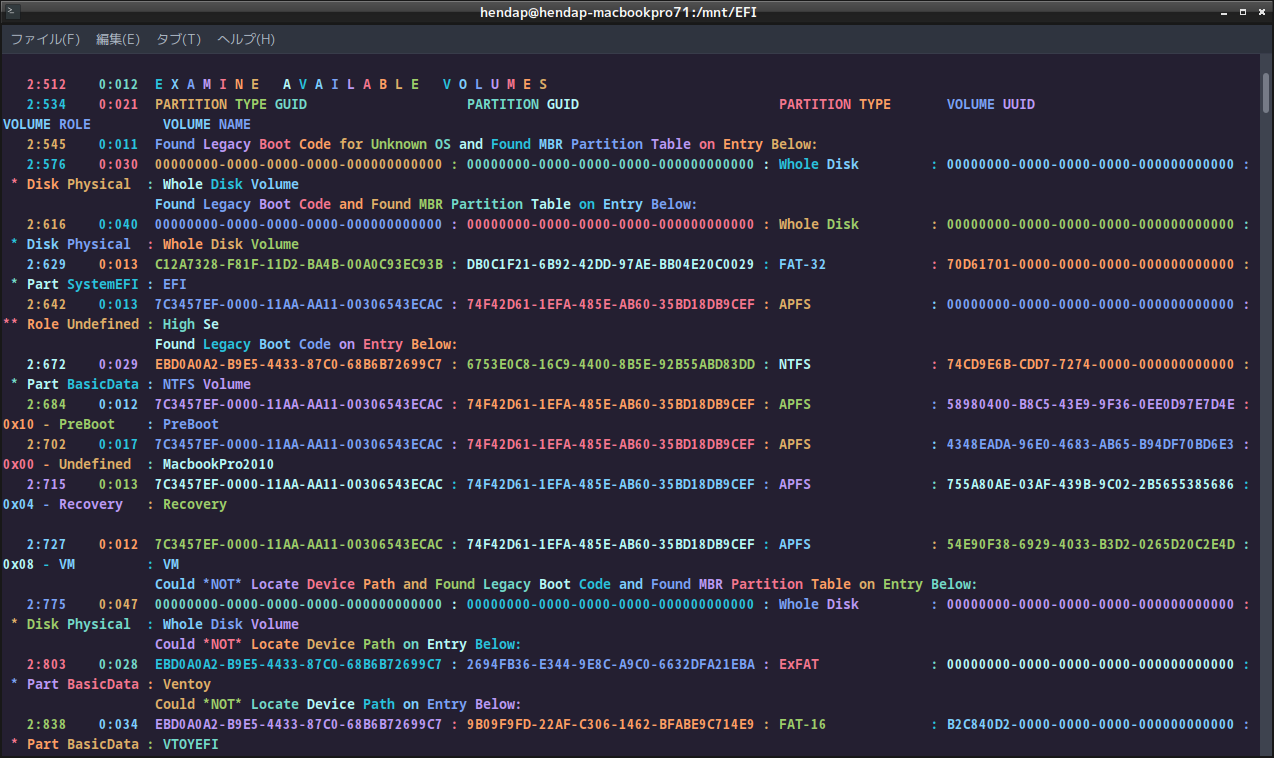 hendap@hendap-macbookpro71:/mnt/EFI
ファイル(F) 編集(E) タブ(T) ヘルプ(H)
2:512 0:012 E X A M I N E A V A I L A B L E V O L U M E S
2:534 0:021 PARTITION TYPE GUID PARTITION GUID PARTITION TYPE VOLUME UUID
VOLUME ROLE VOLUME NAME
2:545 0:011 Found Legacy Boot Code for Unknown OS and Found MBR Partition Table on Entry Below:
2:576 0:030 00000000-0000-0000-0000-000000000000 : 00000000-0000-0000-0000-000000000000 : Whole Disk : 00000000-0000-0000-0000-000000000000 :
* Disk Physical : Whole Disk Volume
Found Legacy Boot Code and Found MBR Partition Table on Entry Below:
2:616 0:040 00000000-0000-0000-0000-000000000000 : 00000000-0000-0000-0000-000000000000 : Whole Disk : 00000000-0000-0000-0000-000000000000 :
* Disk Physical : Whole Disk Volume
2:629 0:013 C12A7328-F81F-11D2-BA4B-00A0C93EC93B : DB0C1F21-6B92-42DD-97AE-BB04E20C0029 : FAT-32 : 70D61701-0000-0000-0000-000000000000 :
* Part SystemEFI : EFI
2:642 0:013 7C3457EF-0000-11AA-AA11-00306543ECAC : 74F42D61-1EFA-485E-AB60-35BD18DB9CEF : APFS : 00000000-0000-0000-0000-000000000000 :
** Role Undefined : High Se
Found Legacy Boot Code on Entry Below:
2:672 0:029 EBD0A0A2-B9E5-4433-87C0-68B6B72699C7 : 6753E0C8-16C9-4400-8B5E-92B55ABD83DD : NTFS : 74CD9E6B-CDD7-7274-0000-000000000000 :
* Part BasicData : NTFS Volume
2:684 0:012 7C3457EF-0000-11AA-AA11-00306543ECAC : 74F42D61-1EFA-485E-AB60-35BD18DB9CEF : APFS : 58980400-B8C5-43E9-9F36-0EE0D97E7D4E :
0x10 - PreBoot : PreBoot
2:702 0:017 7C3457EF-0000-11AA-AA11-00306543ECAC : 74F42D61-1EFA-485E-AB60-35BD18DB9CEF : APFS : 4348EADA-96E0-4683-AB65-B94DF70BD6E3 :
0x00 - Undefined : MacbookPro2010
2:715 0:013 7C3457EF-0000-11AA-AA11-00306543ECAC : 74F42D61-1EFA-485E-AB60-35BD18DB9CEF : APFS : 755A80AE-03AF-439B-9C02-2B5655385686 :
0x04 - Recovery : Recovery
2:727 0:012 7C3457EF-0000-11AA-AA11-00306543ECAC : 74F42D61-1EFA-485E-AB60-35BD18DB9CEF : APFS : 54E90F38-6929-4033-B3D2-0265D20C2E4D :
0x08 - VM : VM
Could *NOT* Locate Device Path and Found Legacy Boot Code and Found MBR Partition Table on Entry Below:
2:775 0:047 00000000-0000-0000-0000-000000000000 : 00000000-0000-0000-0000-000000000000 : Whole Disk : 00000000-0000-0000-0000-000000000000 :
* Disk Physical : Whole Disk Volume
Could *NOT* Locate Device Path on Entry Below:
2:803 0:028 EBD0A0A2-B9E5-4433-87C0-68B6B72699C7 : 2694FB36-E344-9E8C-A9C0-6632DFA21EBA : ExFAT : 00000000-0000-0000-0000-000000000000 :
* Part BasicData : Ventoy
Could *NOT* Locate Device Path on Entry Below:
2:838 0:034 EBD0A0A2-B9E5-4433-87C0-68B6B72699C7 : 9B09F9FD-22AF-C306-1462-BFABE9C714E9 : FAT-16 : B2C840D2-0000-0000-0000-000000000000 :
* Part BasicData : VTOYEFI